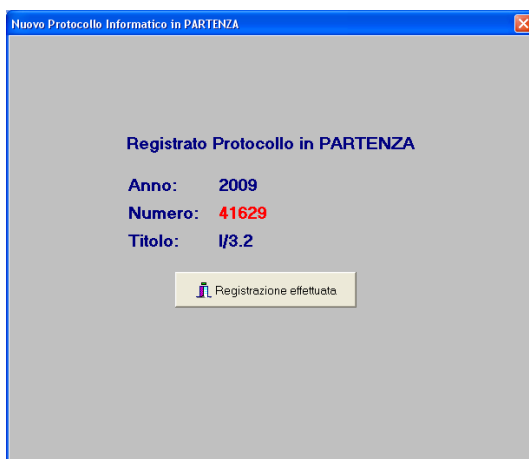 Nuovo Protocollo Informatico in PARTENZA
Registrato Protocollo in PARTENZA
Anno: 2009
Numero: 41629
Titolo: I/3.2
Registrazione effettuata